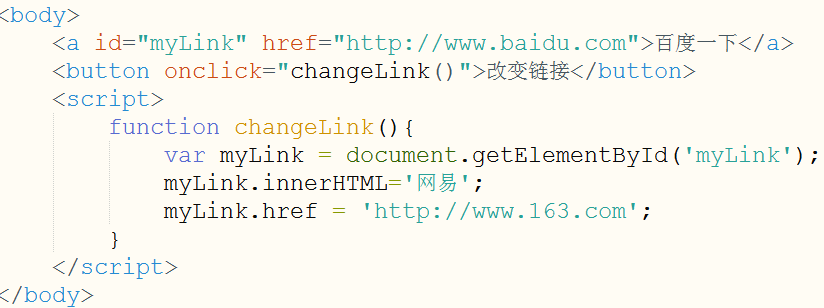 <body>
    <a id="myLink" href="http://www.baidu.com">百度一下</a>
    <button onclick="changeLink()">改变链接</button>
    <script>
        function changeLink(){
            var myLink = document.getElementById('myLink');
            myLink.innerHTML='网易';
            myLink.href = 'http://www.163.com';
        }
    </script>
</body>